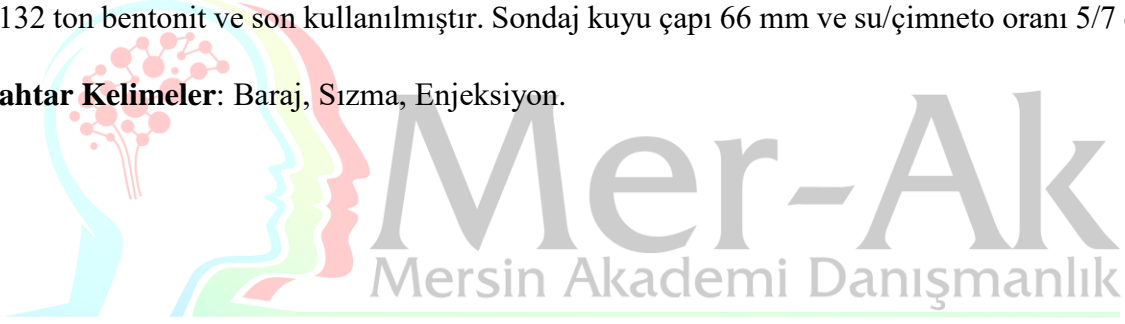 132 ton bentonit ve son kullanılmıştır. Sondaj kuyu çapı 66 mm ve su/çimneto oranı 5/7
ahtar Kelimeler: Baraj, Sızma, Enjeksiyon.
Mer-Ak
Mersin Akademi Danışmanlık